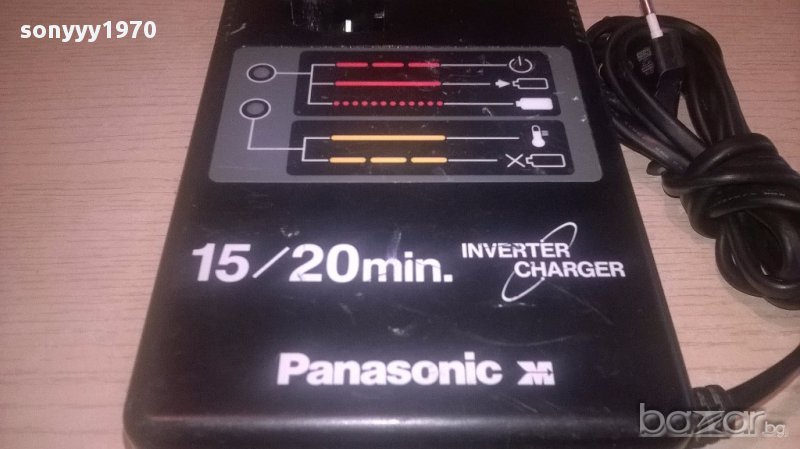 sonyyy1970
15/20min. INVERTER
CHARGER
Panasonic
bazar.bg